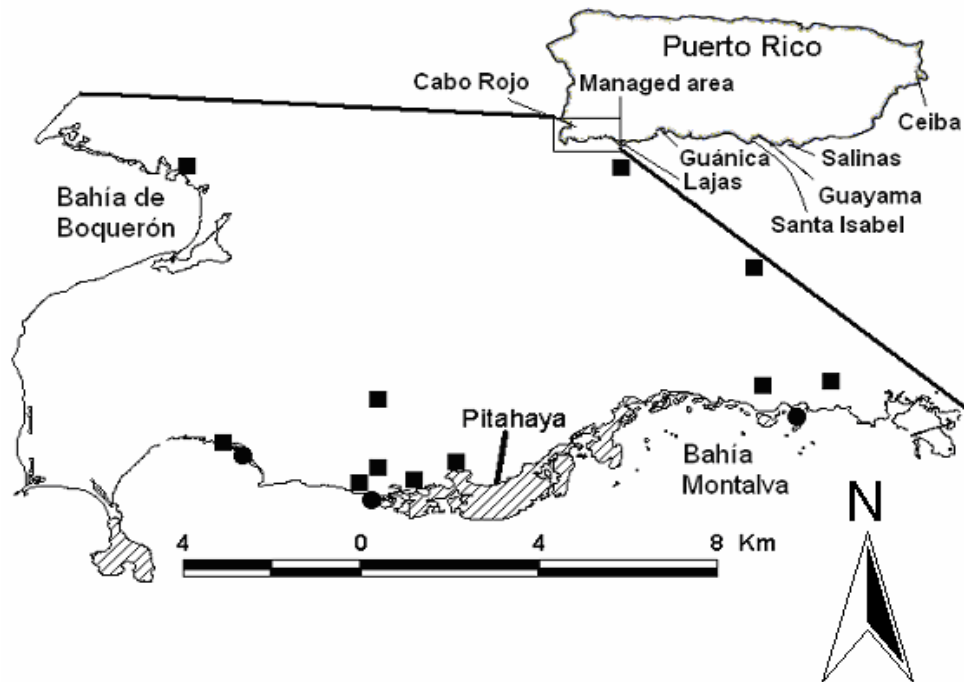 Puerto Rico
Cabo Rojo
Managed area
Ceiba
Guánica
Salinas
Lajas
Guayama
Santa Isabel
Bahía de
Boquerón
Pitahaya
Bahía
Montalva
N
4 0 4 8 Km